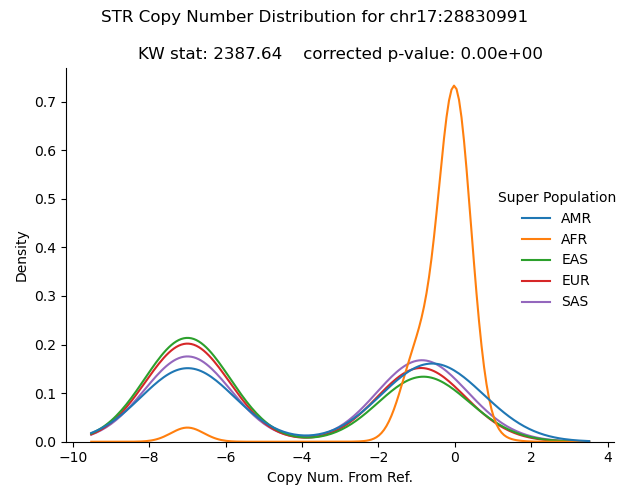 STR Copy Number Distribution for chr17:28830991
KW stat: 2387.64    corrected p-value: 0.00e+00
0.7
0.6
0.5
0.4
0.3
0.2
0.1
0.0
Density
Super Population
AMR
AFR
EAS
EUR
SAS
−10 −8 −6 −4 −2 0 2 4
Copy Num. From Ref.